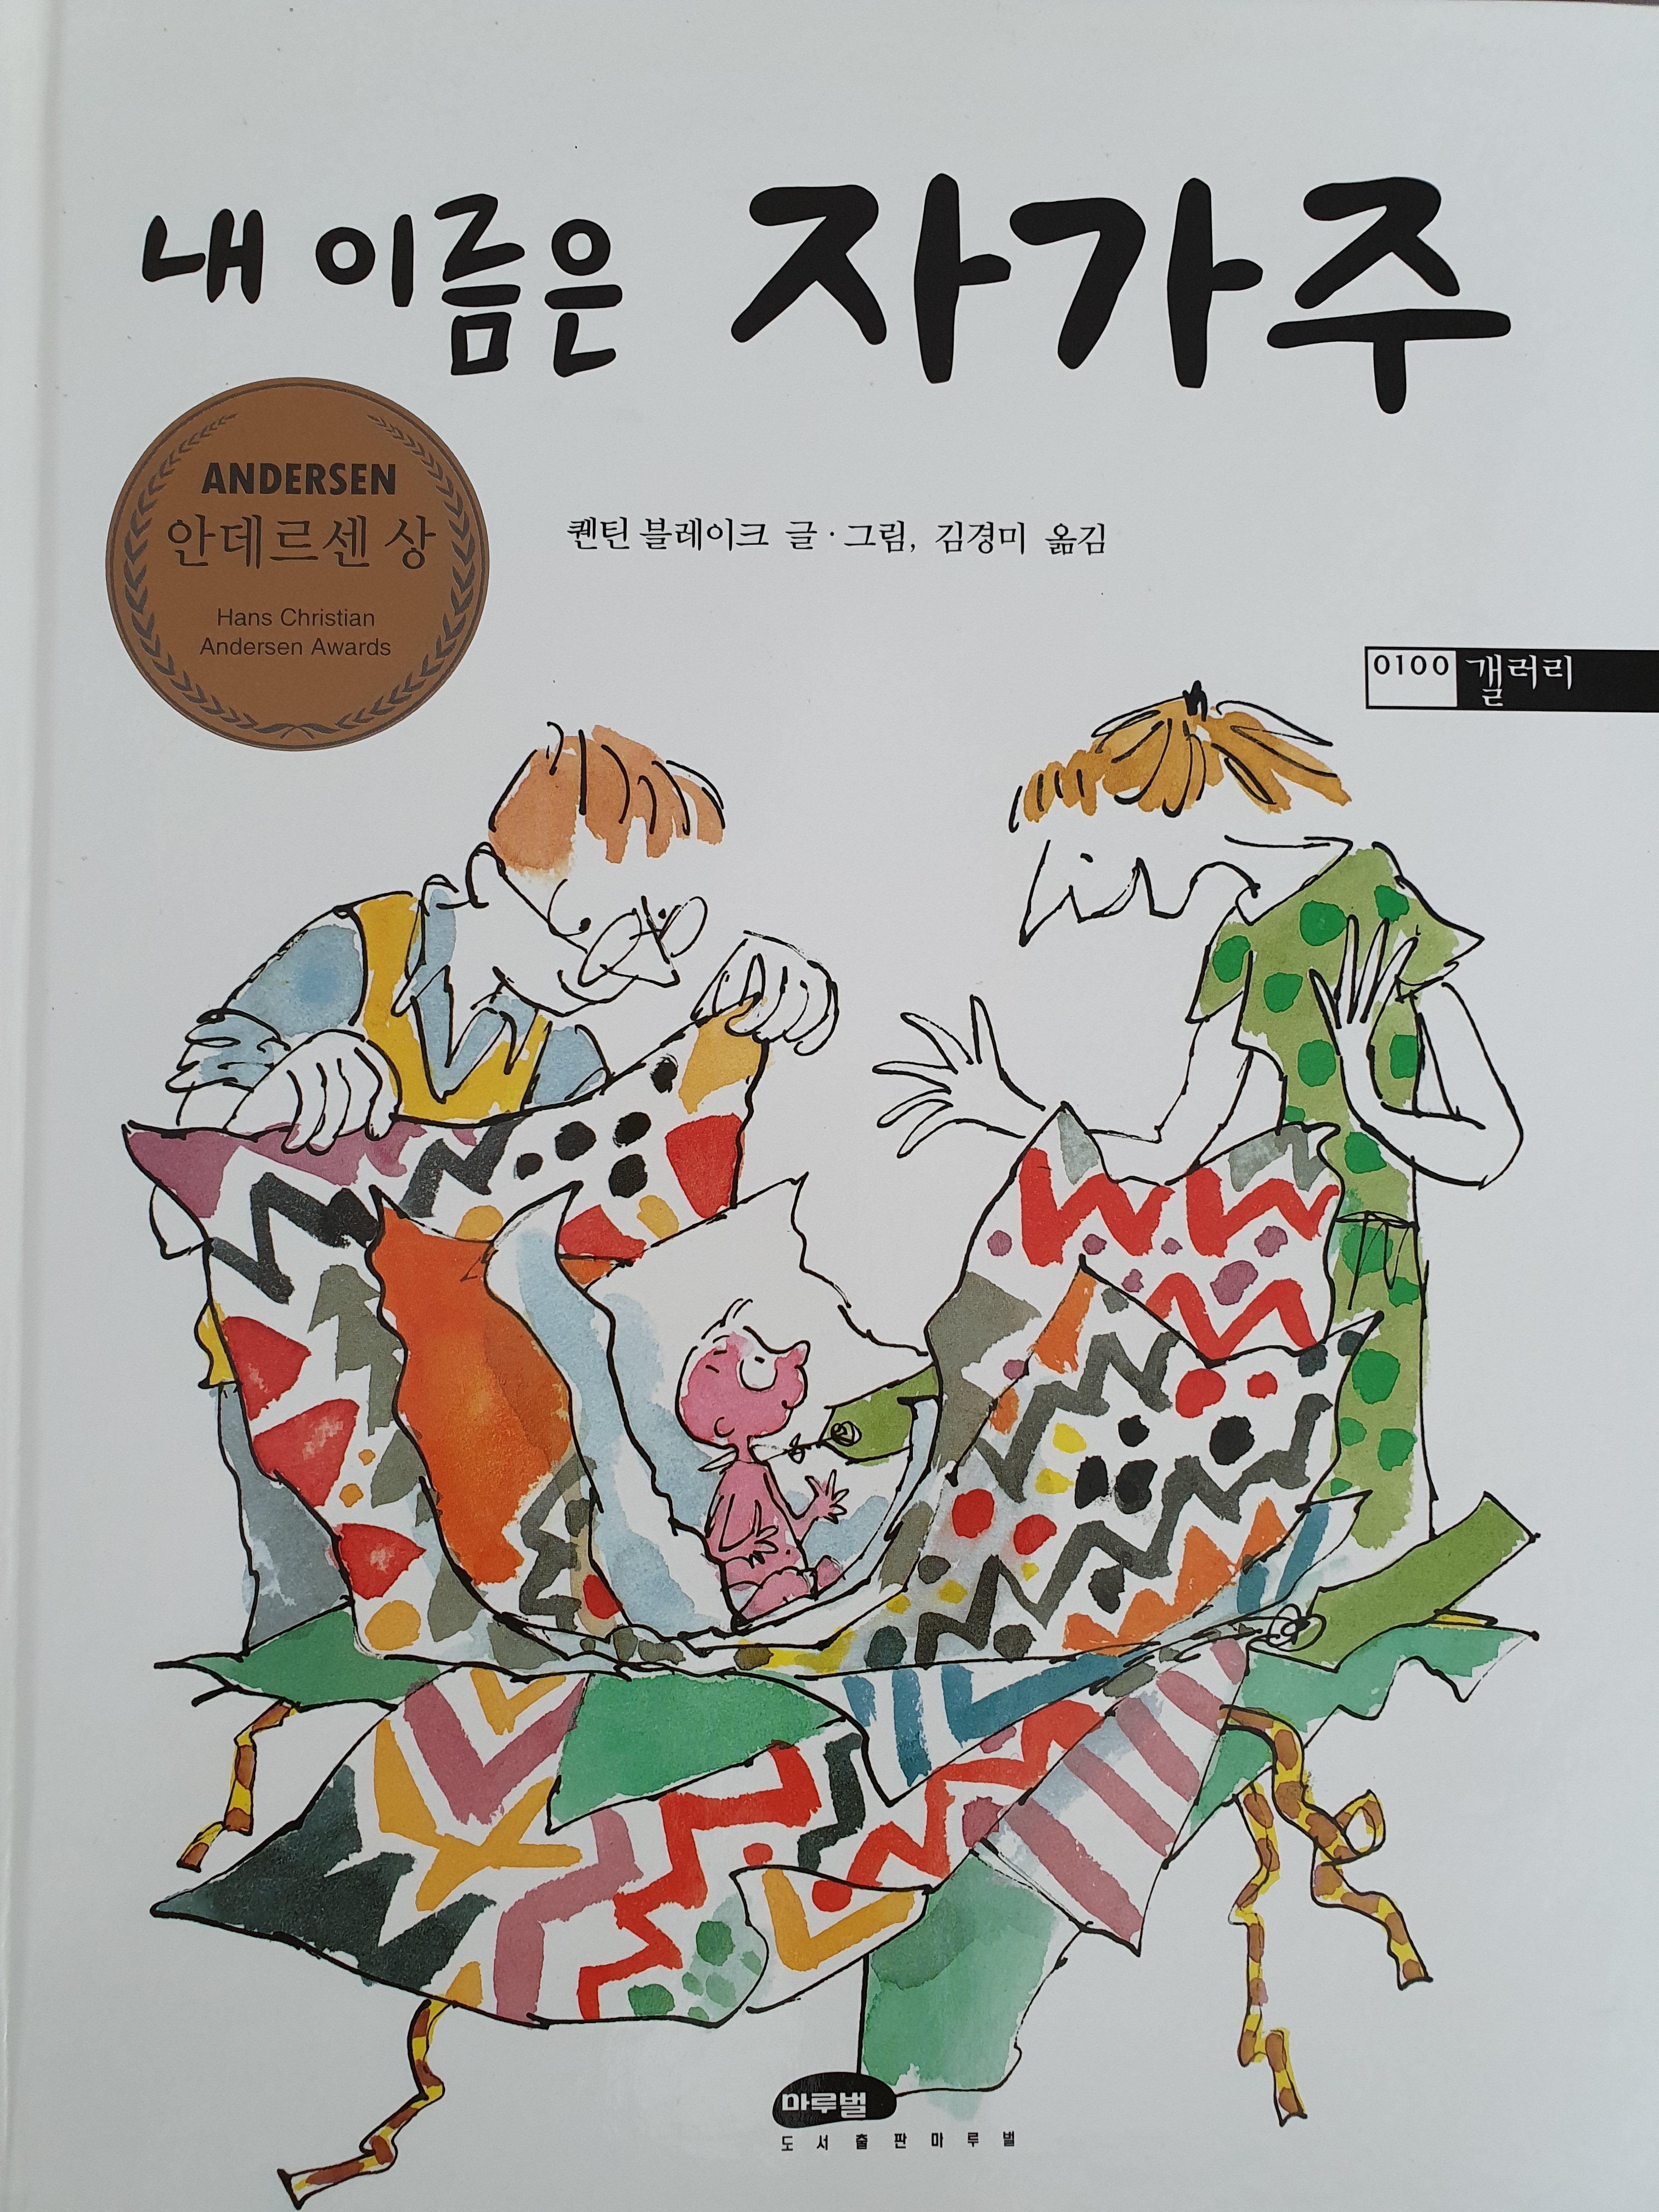 내 이름은 자가주
ANDERSEN
안데르센 상
Hans Christian
Andersen Awards
퀜틴 블레이크 글·그림, 김경미 옮김
0100 갤러리
마루벌
도서출판마루벌